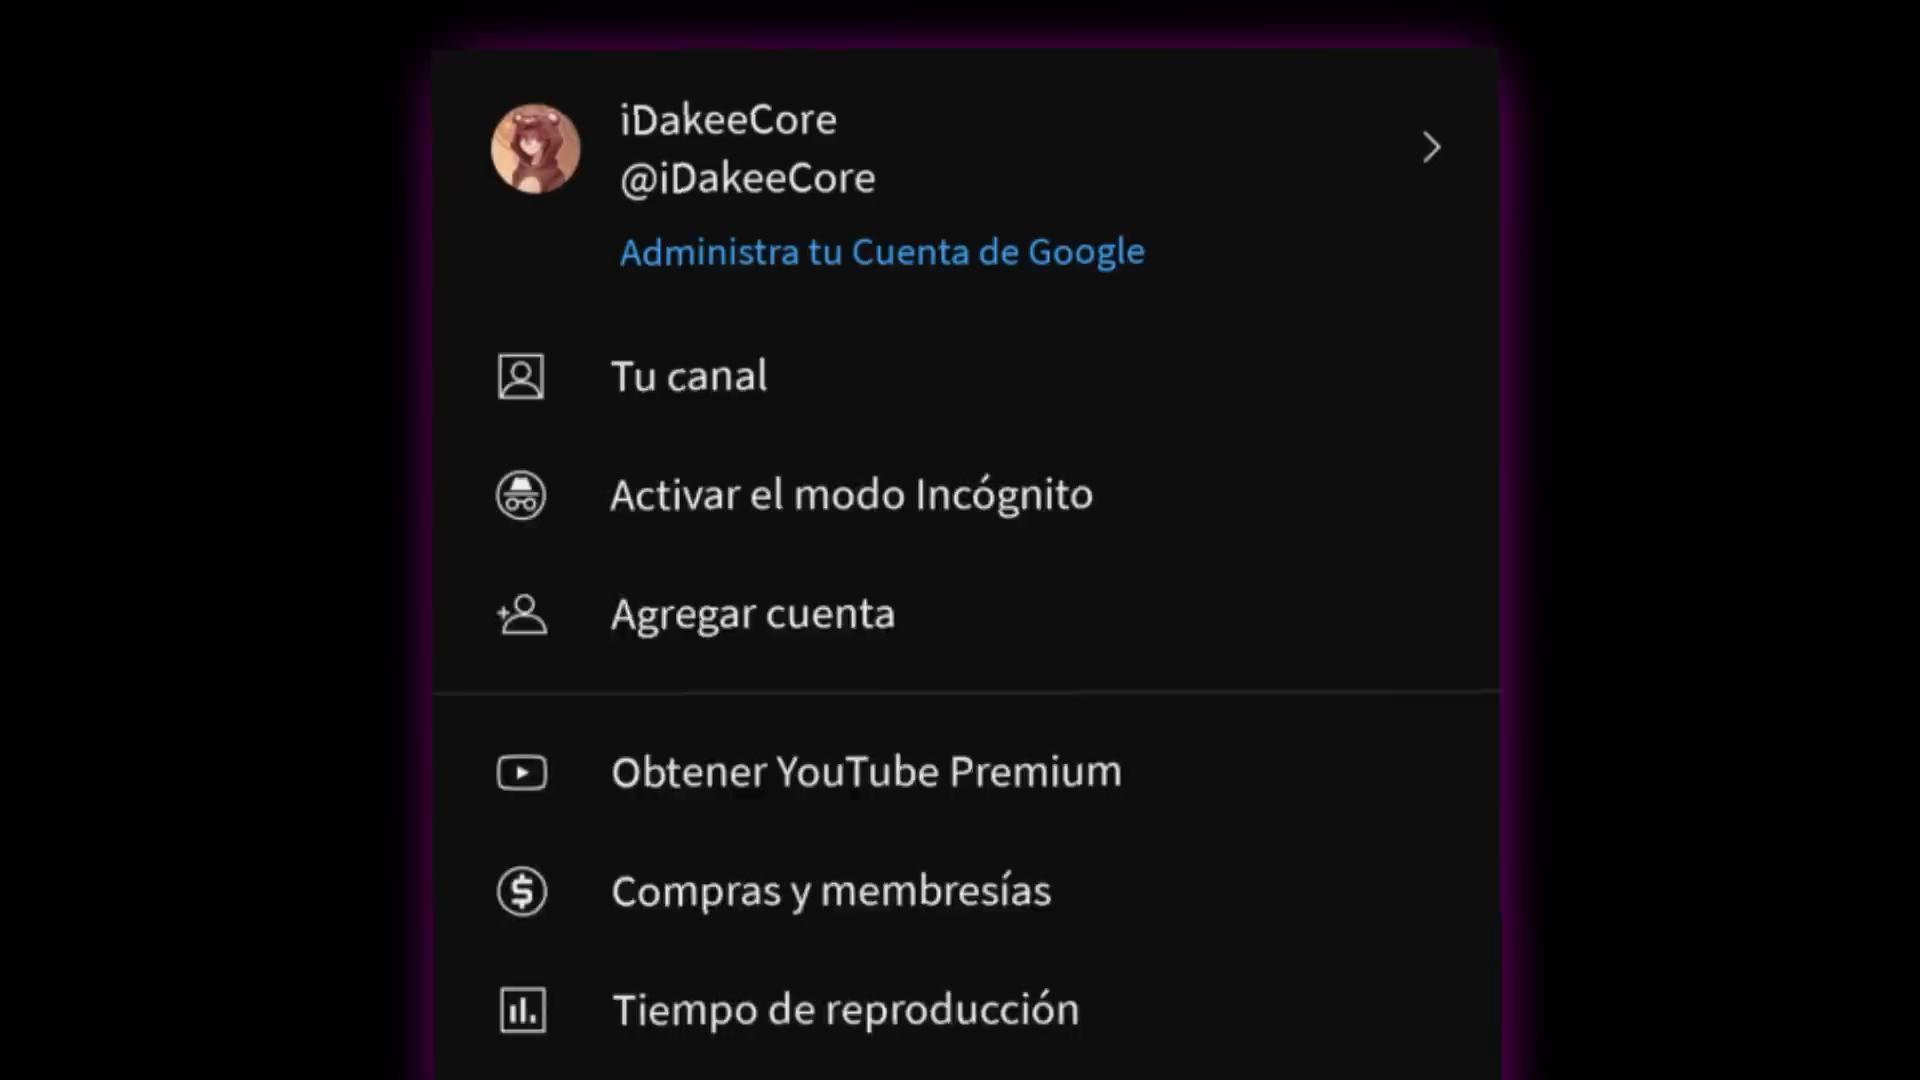 iDakeeCore
@iDakeeCore
Administra tu Cuenta de Google
Tu canal
Activar el modo Incógnito
Agregar cuenta
Obtener YouTube Premium
Compras y membresías
Tiempo de reproducción